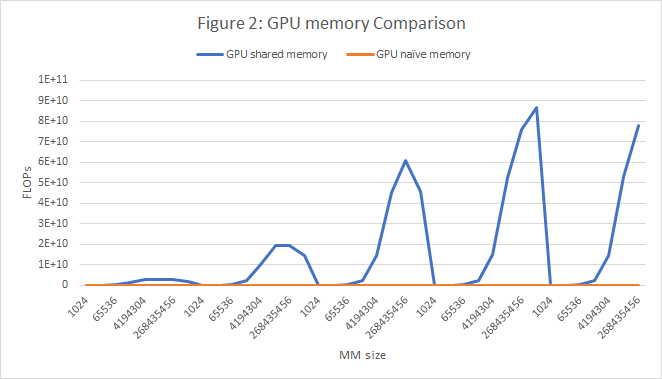 Figure 2: GPU memory Comparison
GPU shared memory
GPU naïve memory
1E+11
9E+10
8E+10
7E+10
6E+10
5E+10
4E+10
3E+10
2E+10
1E+10
0
FLOPs
1024
65536
4194304
268435456
1024
65536
4194304
268435456
1024
65536
4194304
268435456
1024
65536
4194304
268435456
1024
65536
4194304
268435456
MM size